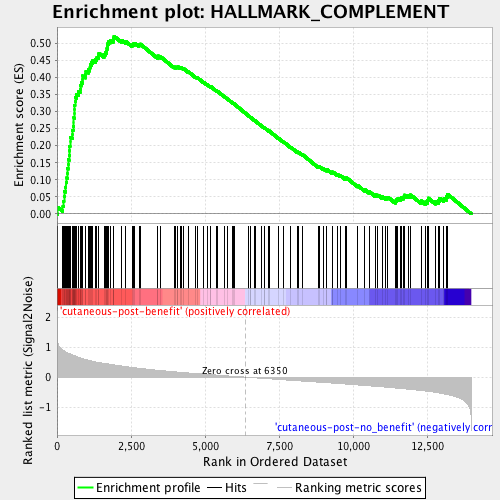 Enrichment plot: HALLMARK_COMPLEMENT
Enrichment score (ES)
0.50
0.45
0.40
0.35
0.30
0.25
0.20
0.15
0.10
0.05
0.00
'cutaneous-post-benefit' (positively correlated)
Ranked list metric (Signal2Noise)
2
1
0
-1
Zero cross at 6350
'cutaneous-post-no_benefit' (negatively corr
0 2,500 5,000 7,500 10,000 12,500
Rank in Ordered Dataset
Enrichment profile Hits Ranking metric scores